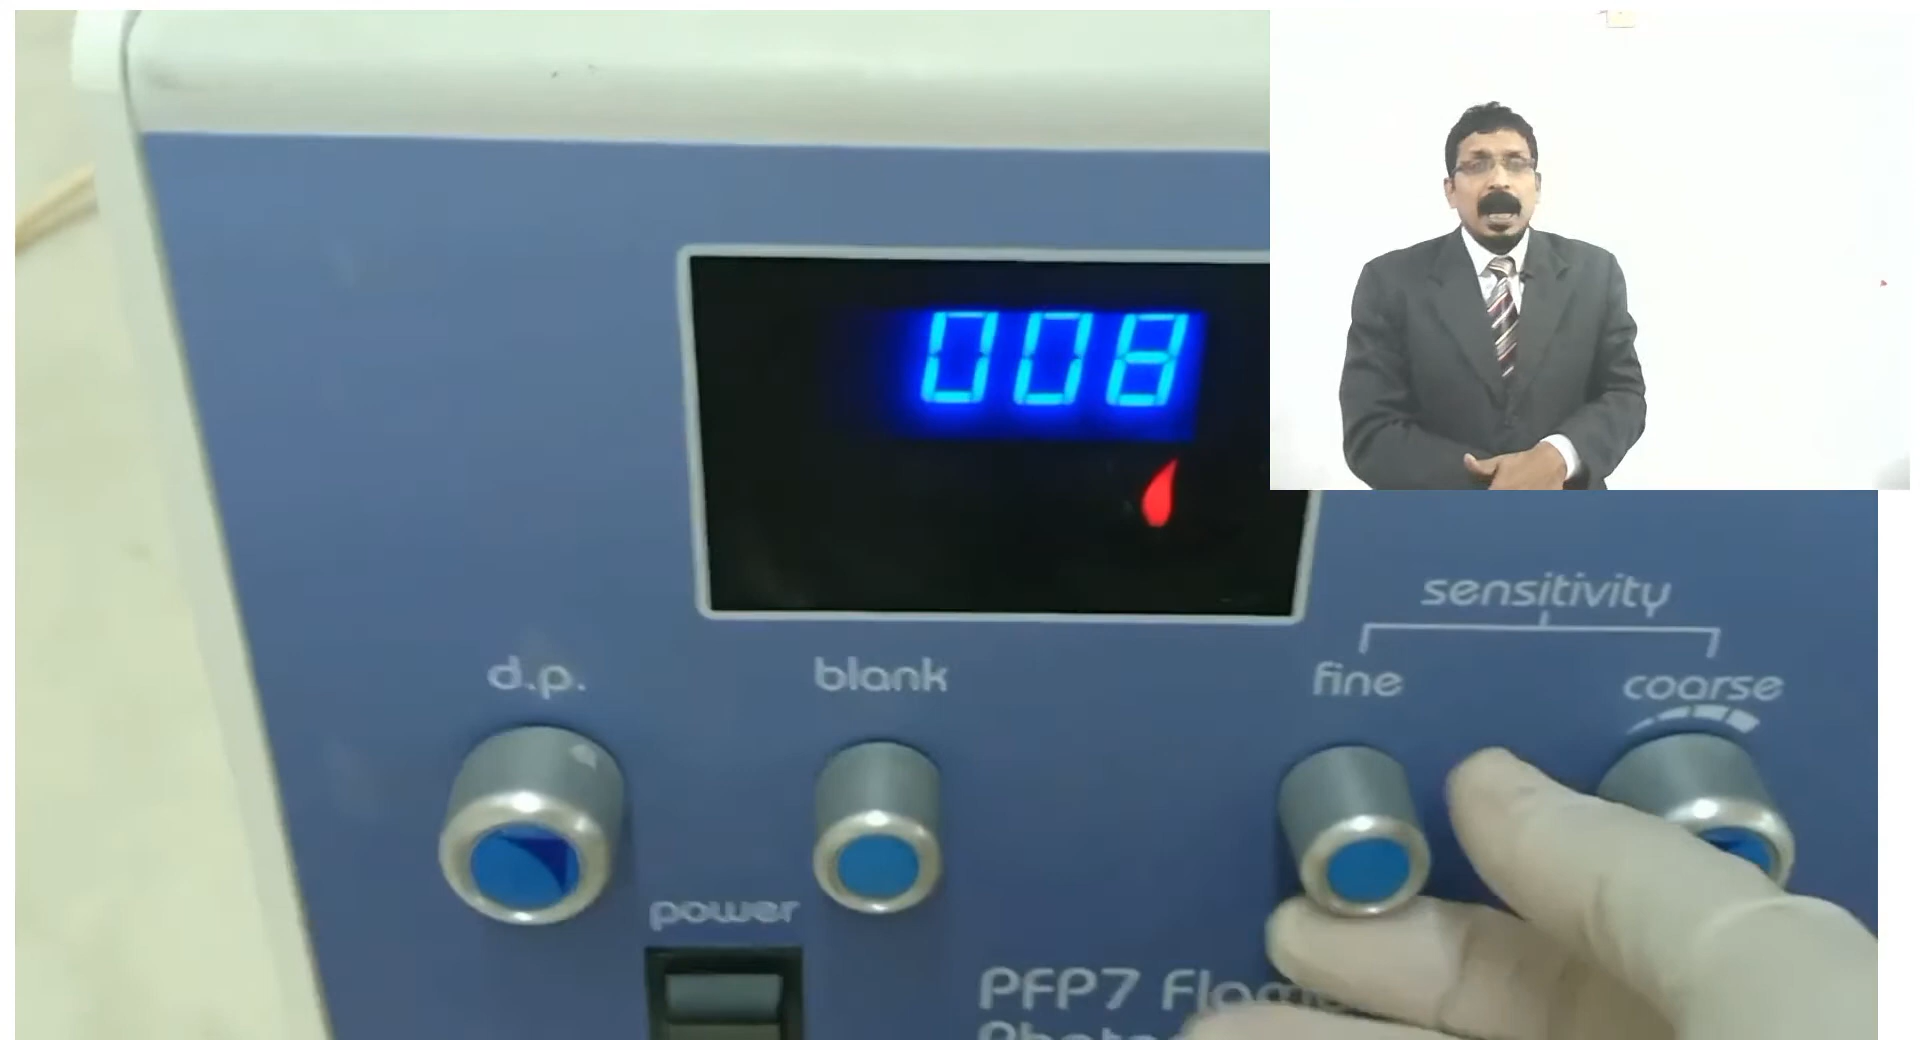 008
sensitivity
fine
coarse
d.p.
blank
power
PFP7